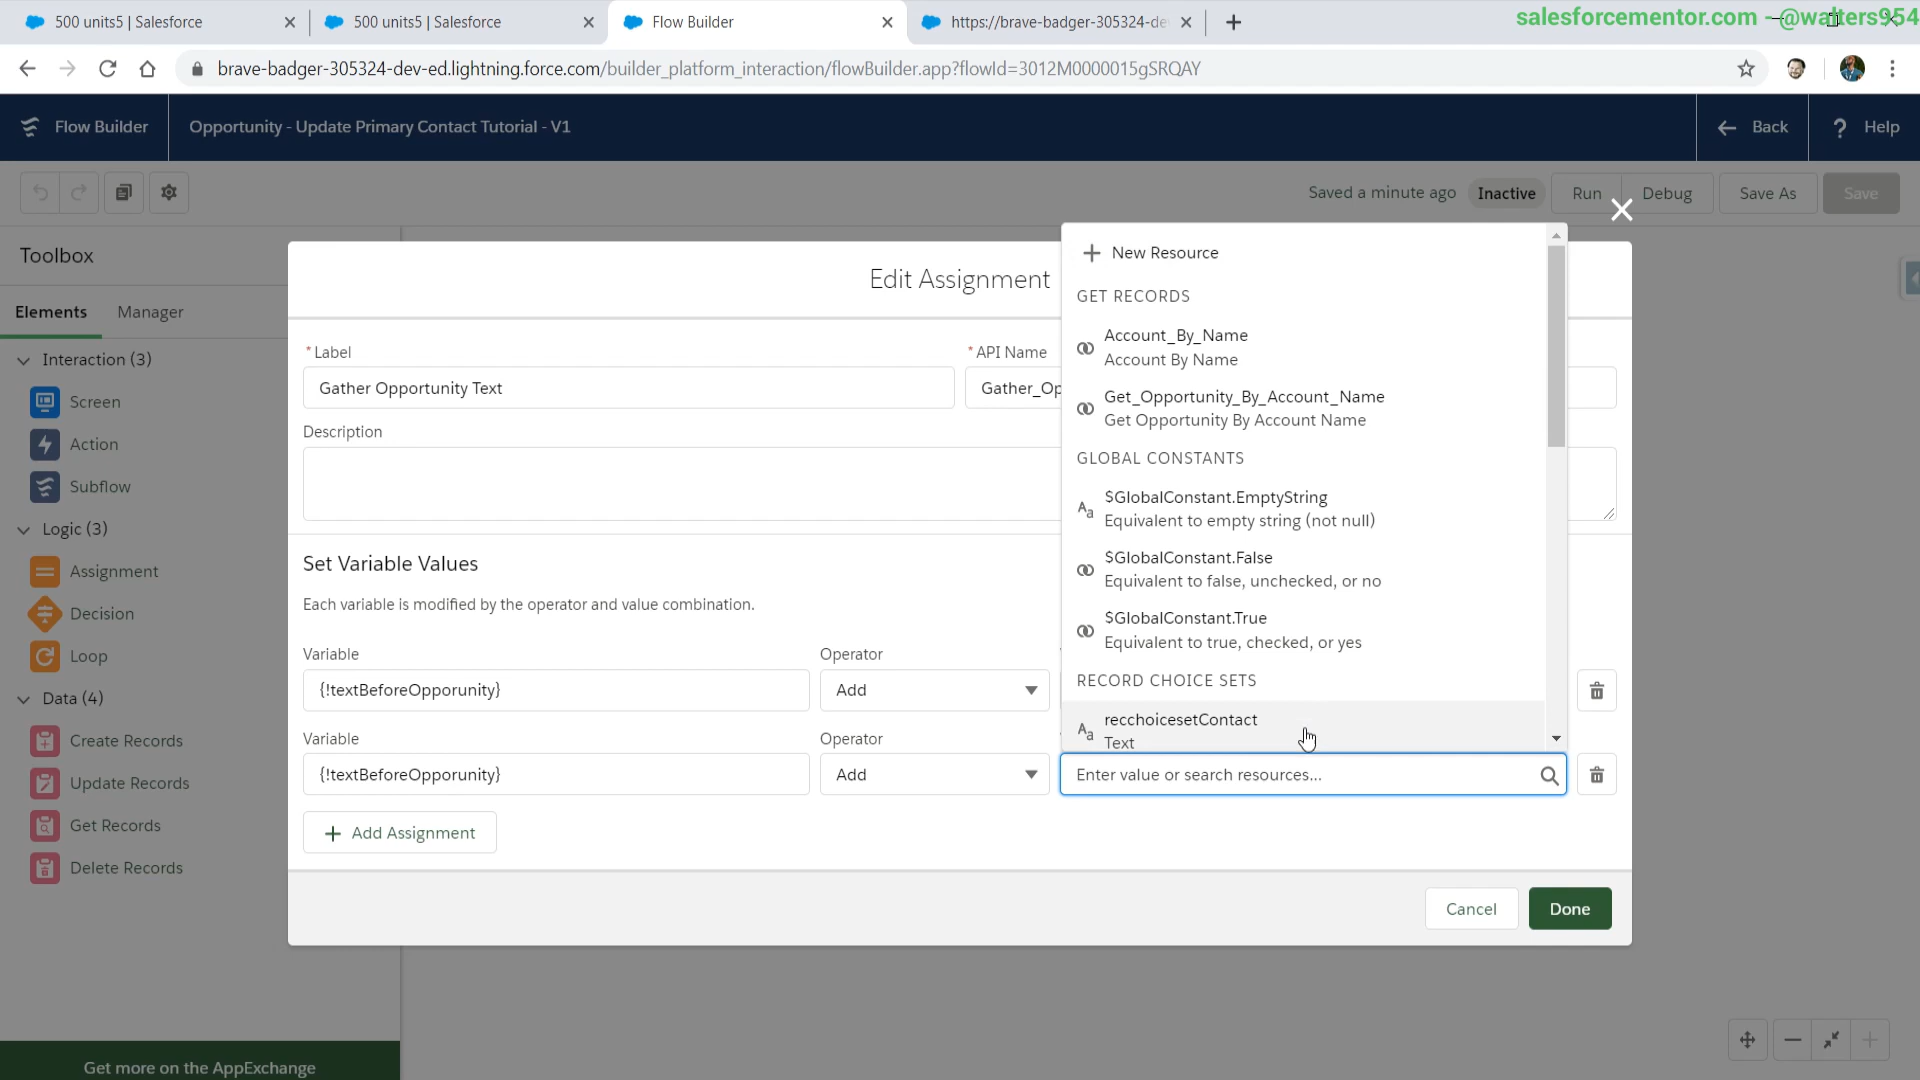 500 units5 | Salesforce
500 units5 | Salesforce
Flow Builder
https://brave-badger-305324-de
salesforcementor.com - @walters954
brave-badger-305324-dev-ed.lightning.force.com/builder_platform_interaction/flowBuilder.app?flowId=3012M0000015gSRQAY
Flow Builder
Opportunity - Update Primary Contact Tutorial - V1
Back
? Help
Saved a minute ago
Inactive
Run
Debug
Save As
Save
Toolbox
Elements
Manager
Interaction (3)
Screen
Action
Subflow
Logic (3)
Assignment
Decision
Loop
Data (4)
Create Records
Update Records
Get Records
Delete Records
Get more on the AppExchange
Edit Assignment
* Label
Gather Opportunity Text
* API Name
Gather_Op
Description
Set Variable Values
Each variable is modified by the operator and value combination.
Variable
Operator
{!textBeforeOpporunity}
Add
Variable
Operator
{!textBeforeOpporunity}
Add
Enter value or search resources...
+ Add Assignment
Cancel
Done
+ New Resource
GET RECORDS
Account_By_Name
Account By Name
Get_Opportunity_By_Account_Name
Get Opportunity By Account Name
GLOBAL CONSTANTS
Aa
$GlobalConstant.EmptyString
Equivalent to empty string (not null)
$GlobalConstant.False
Equivalent to false, unchecked, or no
$GlobalConstant.True
Equivalent to true, checked, or yes
RECORD CHOICE SETS
Aa
recchoicesetContact
Text